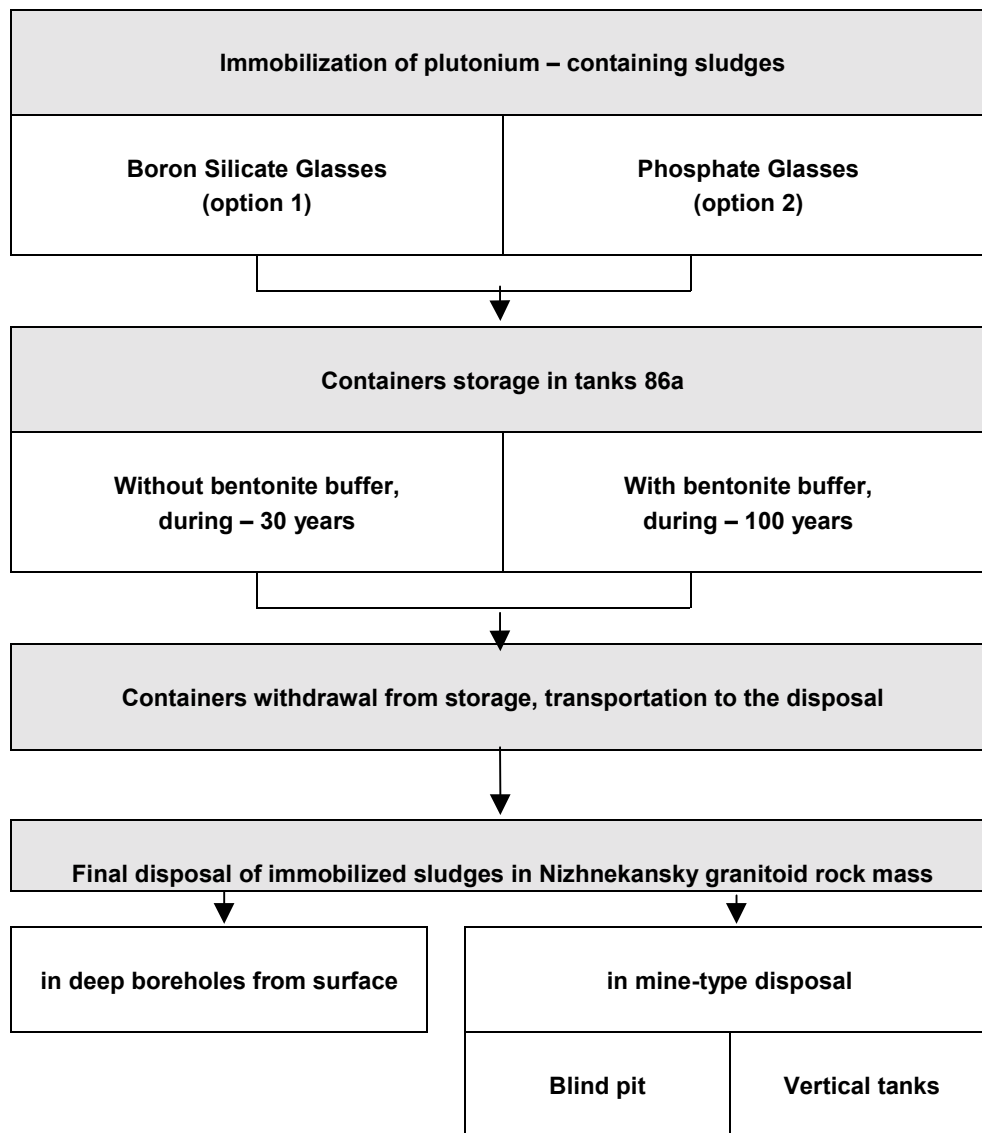 Immobilization of plutonium – containing sludges
Boron Silicate Glasses
(option 1)
Phosphate Glasses
(option 2)
Containers storage in tanks 86a
Without bentonite buffer,
during – 30 years
With bentonite buffer,
during – 100 years
Containers withdrawal from storage, transportation to the disposal
Final disposal of immobilized sludges in Nizhnekansky granitoid rock mass
in deep boreholes from surface
in mine-type disposal
Blind pit
Vertical tanks